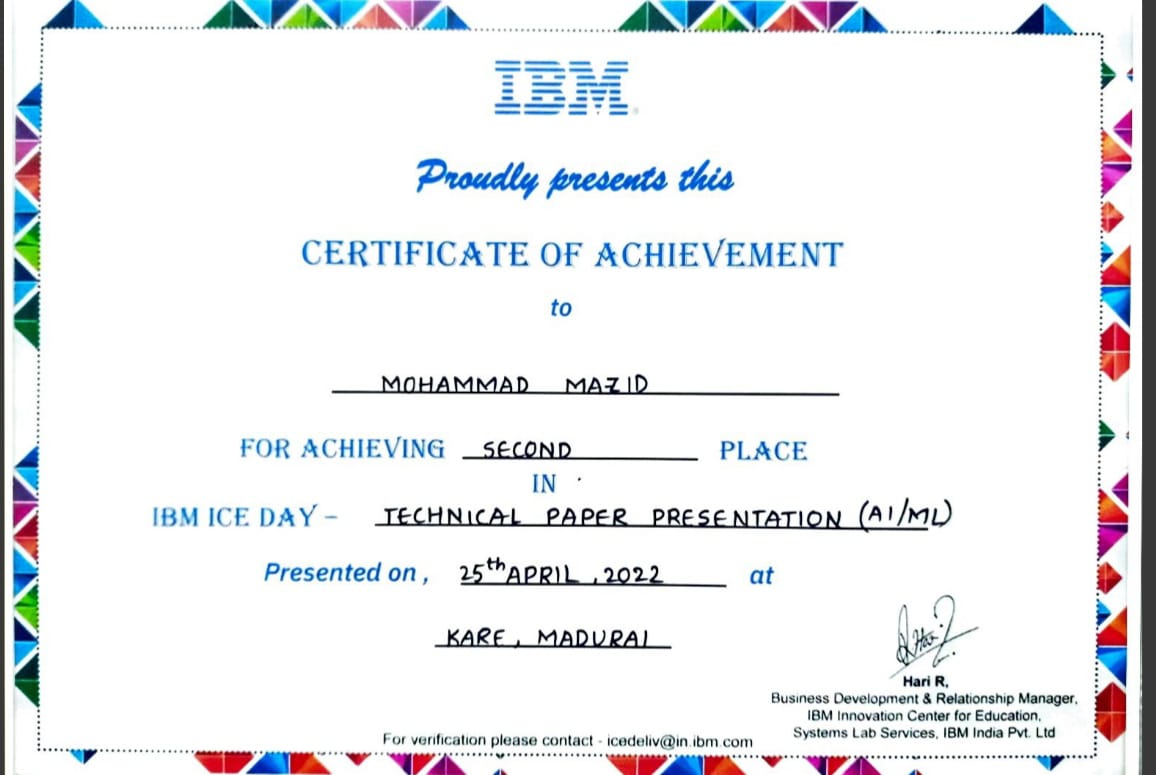 IBM
Proudly presents this
CERTIFICATE OF ACHIEVEMENT
to
MOHAMMAD MAZID
FOR ACHIEVING SECOND PLACE
IN
IBM ICE DAY – TECHNICAL PAPER PRESENTATION (AI/ML)
Presented on, 25th APRIL, 2022 at
KARE, MADURAI
Hari R,
Business Development & Relationship Manager,
IBM Innovation Center for Education,
Systems Lab Services, IBM India Pvt. Ltd
For verification please contact - icedeliv@in.ibm.com